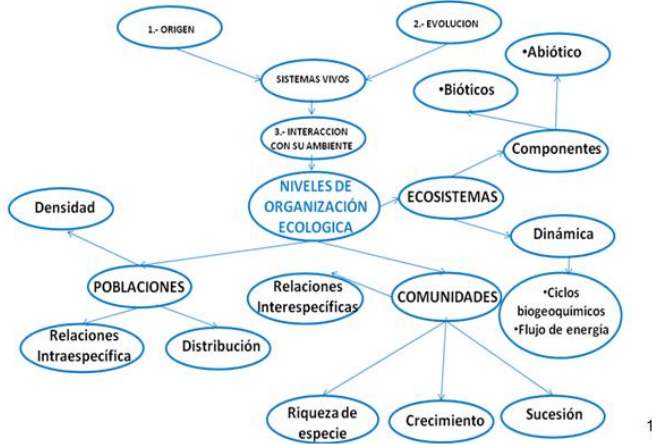 1.- ORIGEN
2.- EVOLUCION
SISTEMAS VIVOS
3.- INTERACCION
CON SU AMBIENTE
•Abiótico
•Bióticos
Componentes
NIVELES DE
ORGANIZACIÓN
ECOLOGICA
ECOSISTEMAS
Dinámica
•Ciclos
biogeoquímicos
•Flujo de energía
Densidad
POBLACIONES
Relaciones
Intraespecífica
Distribución
Relaciones
Interespecíficas
COMUNIDADES
Riqueza de
especie
Crecimiento
Sucesión
1